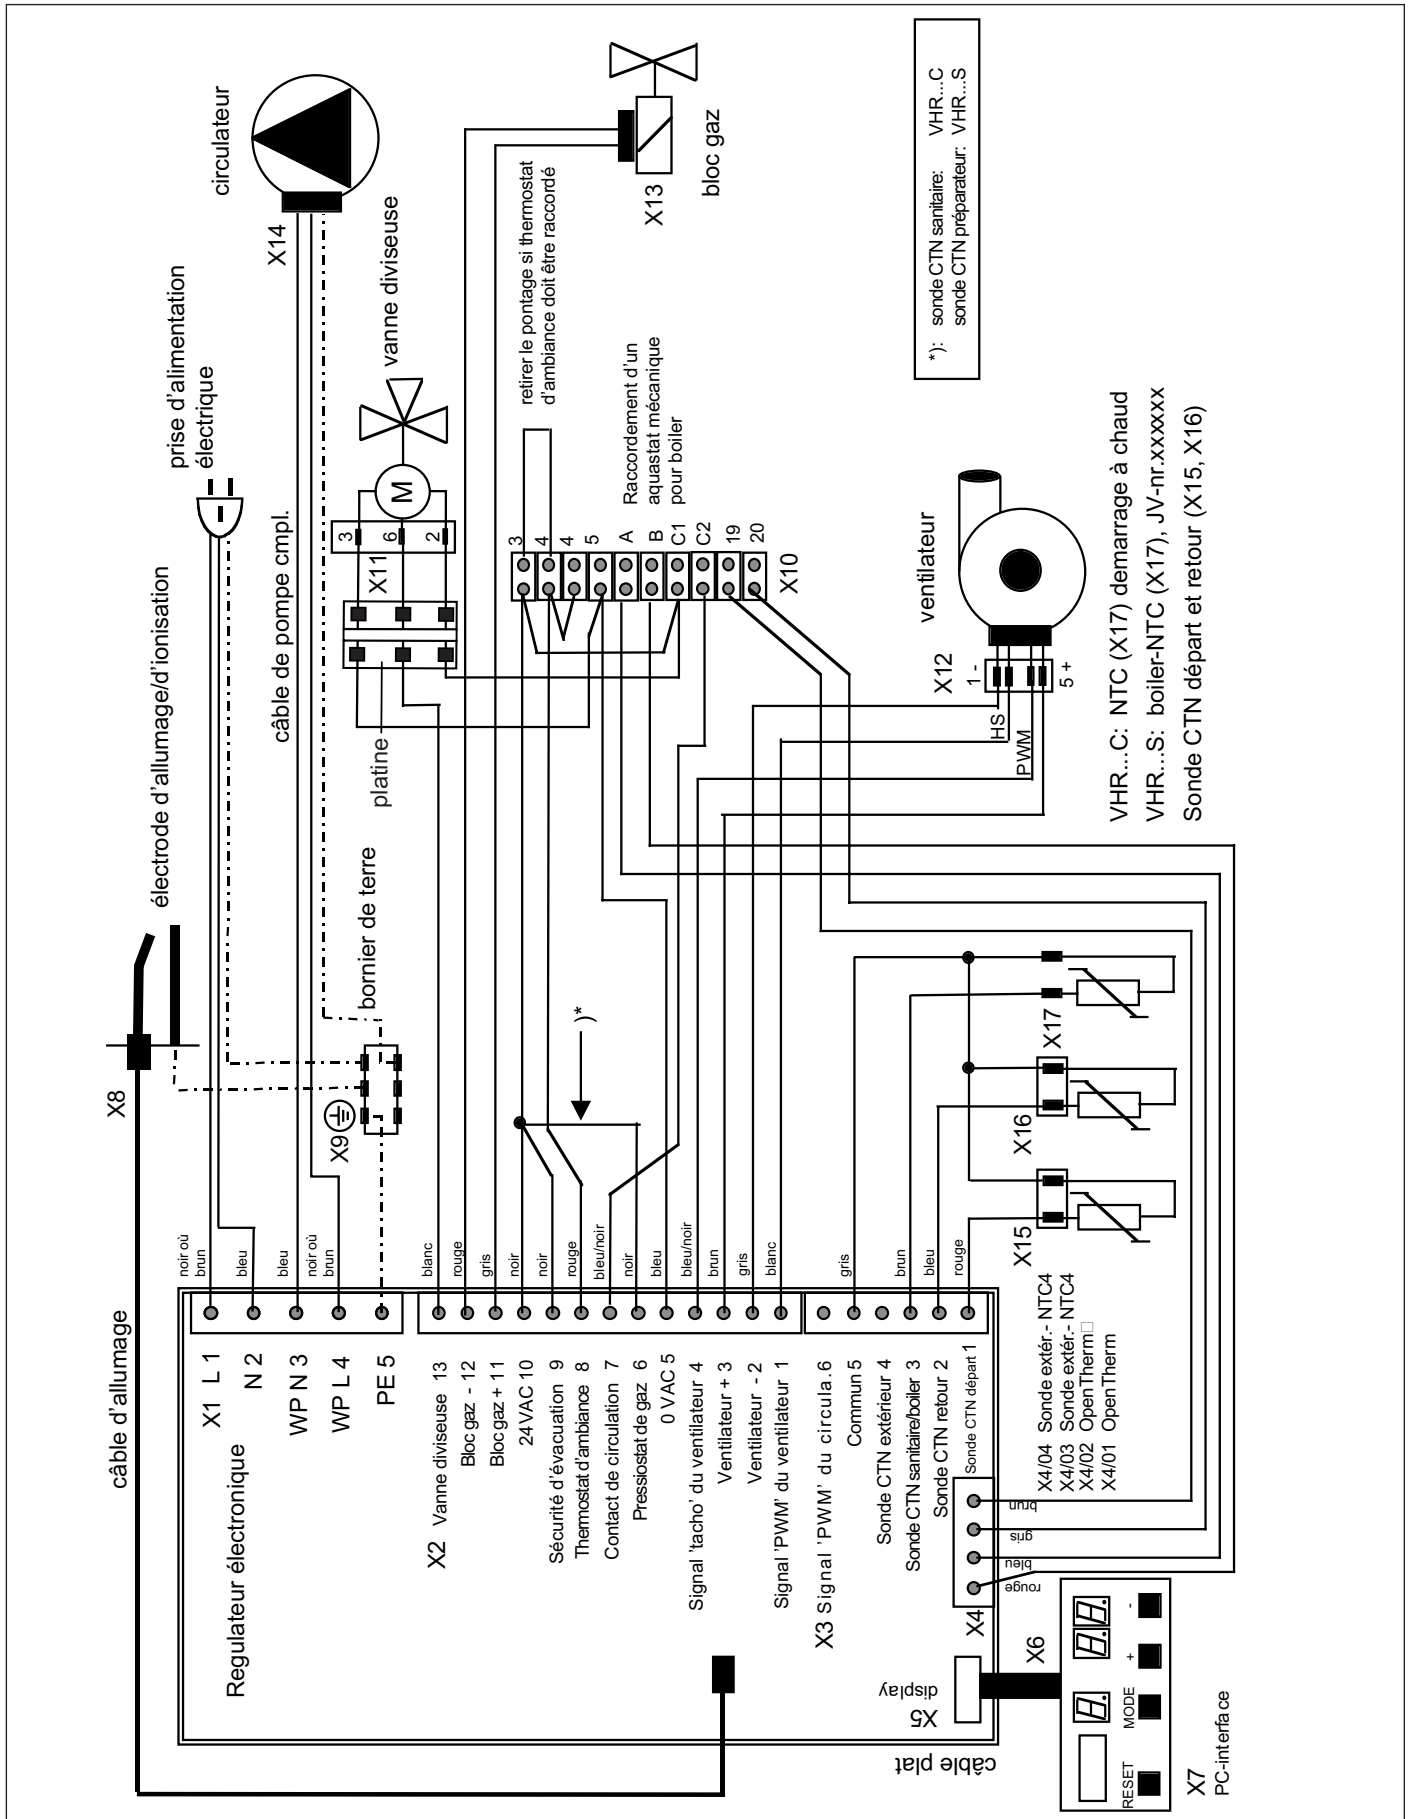 circulateur
X14
prise d'alimentation
électrique
électrode d'allumage/d'ionisation
X8
câble d'allumage
câble de pompe cmpl.
vanne diviseuse
M
3
6
2
X11
platine
bornier de terre
X9
bloc gaz
X13
retirer le pontage si thermostat
d'ambiance doit être raccordé
Raccordement d'un
aquastat mécanique
pour boiler
3
4
4
5
A
B
C1
C2
19
20
X10
*): sonde CTN sanitaire: VHR...C
sonde CTN préparateur: VHR...S
ventilateur
X12
1 -
5 +
HS
PWM
VHR...C: NTC (X17) demarrage à chaud
VHR...S: boiler-NTC (X17), JV-nr.xxxxxx
Sonde CTN départ et retour (X15, X16)
)*
X17
X16
X15
noir où
brun
bleu
bleu
noir où
brun
blanc
rouge
gris
noir
noir
rouge
bleu/noir
noir
bleu
bleu/noir
brun
gris
blanc
gris
brun
bleu
rouge
Regulateur électronique
X1 L 1
N 2
WP N 3
WP L 4
PE 5
X2 Vanne diviseuse 13
Bloc gaz - 12
Bloc gaz + 11
24 VAC 10
Sécurité d'évacuation 9
Thermostat d'ambiance 8
Contact de circulation 7
Pressiostat de gaz 6
0 VAC 5
Signal 'tacho' du ventilateur 4
Ventilateur + 3
Ventilateur - 2
Signal 'PWM' du ventilateur 1
X3 Signal 'PWM' du circula. 6
Commun 5
Sonde CTN extérieur 4
Sonde CTN sanitaire/boiler 3
Sonde CTN retour 2
Sonde CTN départ 1
X4/04 Sonde extér.- NTC4
X4/03 Sonde extér.- NTC4
X4/02 OpenTherm□
X4/01 OpenTherm
brun
gris
bleu
rouge
X4
X5
display
câble plat
X6
RESET
MODE
+
-
8.
8.8.
X7
PC-interface